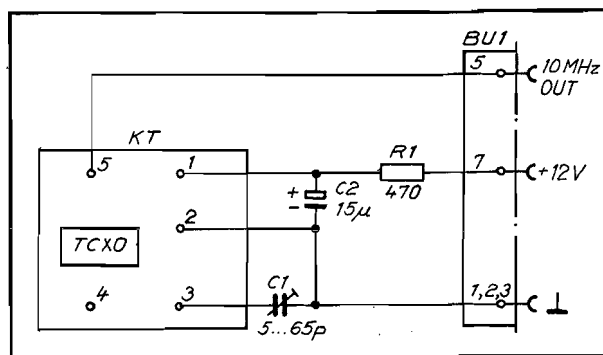 BU1
5
10MHz
OUT
KT
5
1
R1
7
+12V
470
+
-
C2
15µ
2
TCXO
C1
4
3
1,2,3
5...65p